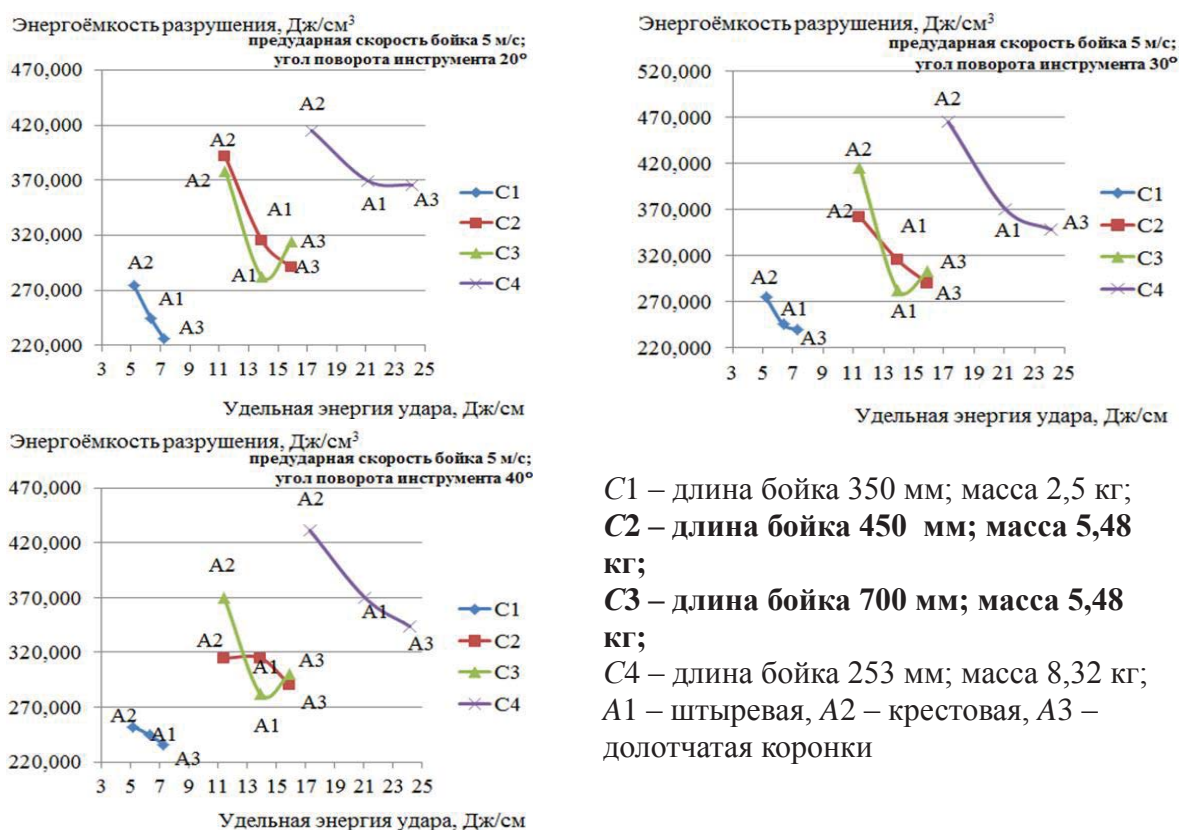 Энергоёмкость разрушения, Дж/см³
предударная скорость бойка 5 м/с;
угол поворота инструмента 20°
470,000
420,000
370,000
320,000
270,000
220,000
A2
A1
A3
A2
A2
A1
A1
A3
A3
A2
A1
A3
C1
C2
C3
C4
3 5 7 9 11 13 15 17 19 21 23 25
Удельная энергия удара, Дж/см
Энергоёмкость разрушения, Дж/см³
предударная скорость бойка 5 м/с;
угол поворота инструмента 30°
520,000
470,000
420,000
370,000
320,000
270,000
220,000
A2
A1
A3
A2
A2
A1
A1
A3
A3
A2
A1
A3
C1
C2
C3
C4
3 5 7 9 11 13 15 17 19 21 23 25
Удельная энергия удара, Дж/см
Энергоёмкость разрушения, Дж/см³
предударная скорость бойка 5 м/с;
угол поворота инструмента 40°
470,000
420,000
370,000
320,000
270,000
220,000
A2
A1
A3
A2
A2
A1
A1
A3
A3
A2
A1
A3
C1
C2
C3
C4
3 5 7 9 11 13 15 17 19 21 23 25
Удельная энергия удара, Дж/см
C1 – длина бойка 350 мм; масса 2,5 кг;
C2 – длина бойка 450 мм; масса 5,48
кг;
C3 – длина бойка 700 мм; масса 5,48
кг;
C4 – длина бойка 253 мм; масса 8,32 кг;
A1 – штыревая, A2 – крестовая, A3 –
долотчатая коронки